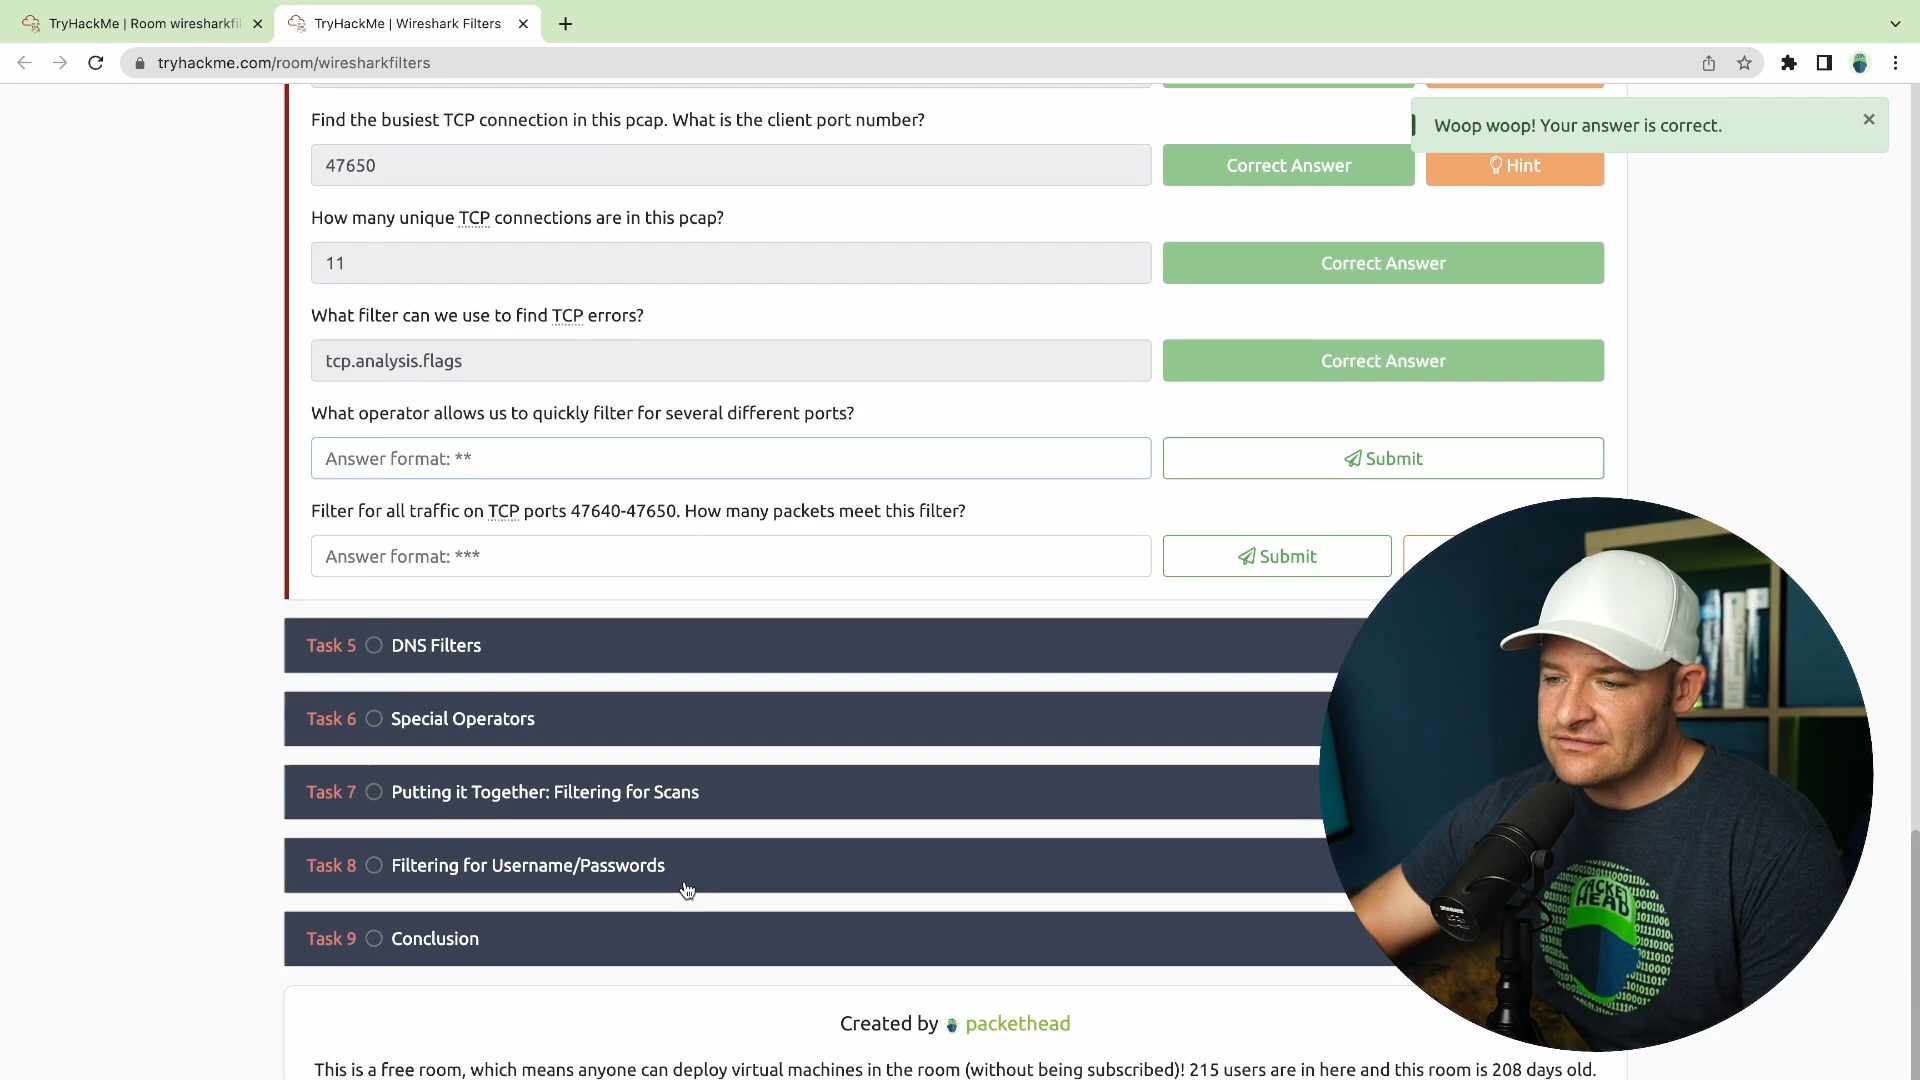 TryHackMe | Room wiresharkfil
TryHackMe | Wireshark Filters
tryhackme.com/room/wiresharkfilters
Find the busiest TCP connection in this pcap. What is the client port number?
Woop woop! Your answer is correct.
47650
Correct Answer
Hint
How many unique TCP connections are in this pcap?
11
Correct Answer
What filter can we use to find TCP errors?
tcp.analysis.flags
Correct Answer
What operator allows us to quickly filter for several different ports?
Answer format: **
Submit
Filter for all traffic on TCP ports 47640-47650. How many packets meet this filter?
Answer format: ***
Submit
Task 5 DNS Filters
Task 6 Special Operators
Task 7 Putting it Together: Filtering for Scans
Task 8 Filtering for Username/Passwords
Task 9 Conclusion
PACKET
HEAD
Created by packethead
This is a free room, which means anyone can deploy virtual machines in the room (without being subscribed)! 215 users are in here and this room is 208 days old.